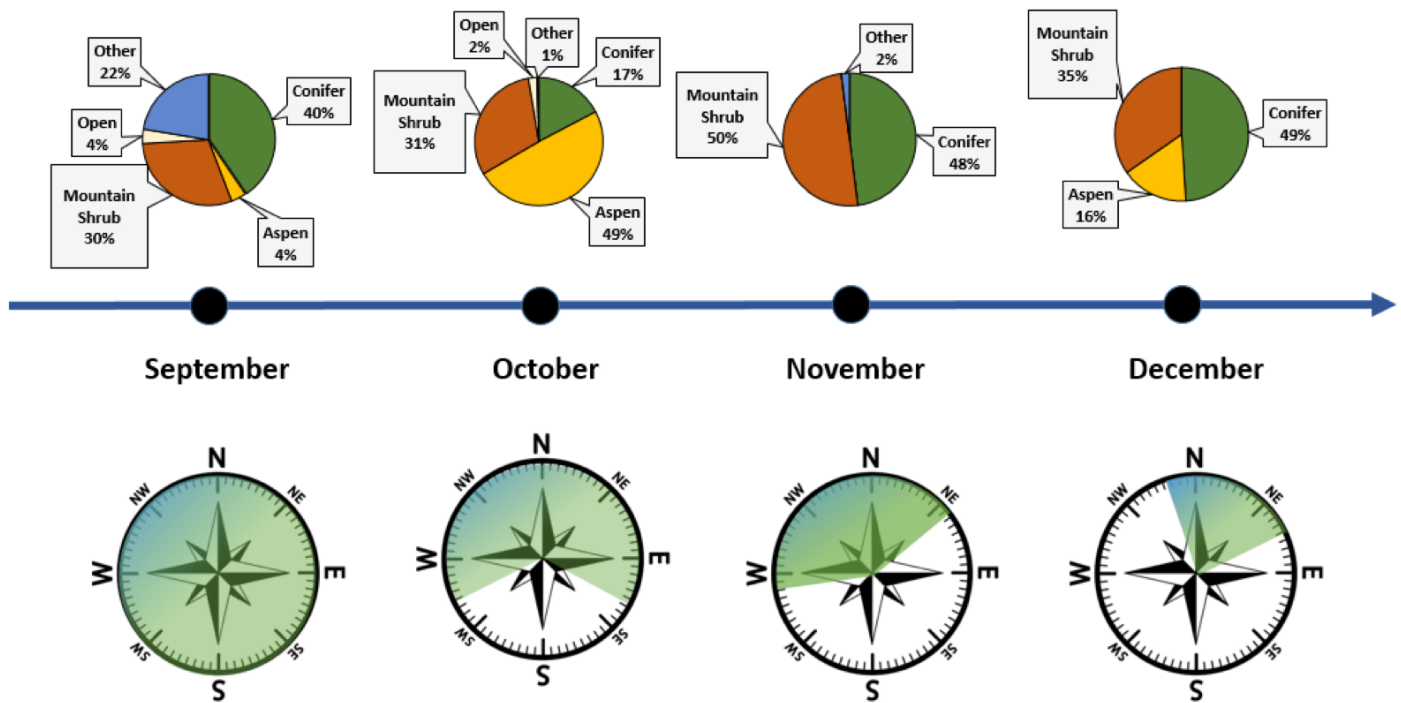 Other
22%
Conifer
40%
Open
4%
Mountain
Shrub
30%
Aspen
4%
Open
2%
Other
1%
Conifer
17%
Mountain
Shrub
31%
Aspen
49%
Other
2%
Mountain
Shrub
50%
Conifer
48%
Mountain
Shrub
35%
Conifer
49%
Aspen
16%
September
October
November
December
N
NW
NE
W
E
SW
SE
S
N
NW
NE
W
E
SW
SE
S
N
NW
NE
W
E
SW
SE
S
N
NW
NE
W
E
SW
SE
S